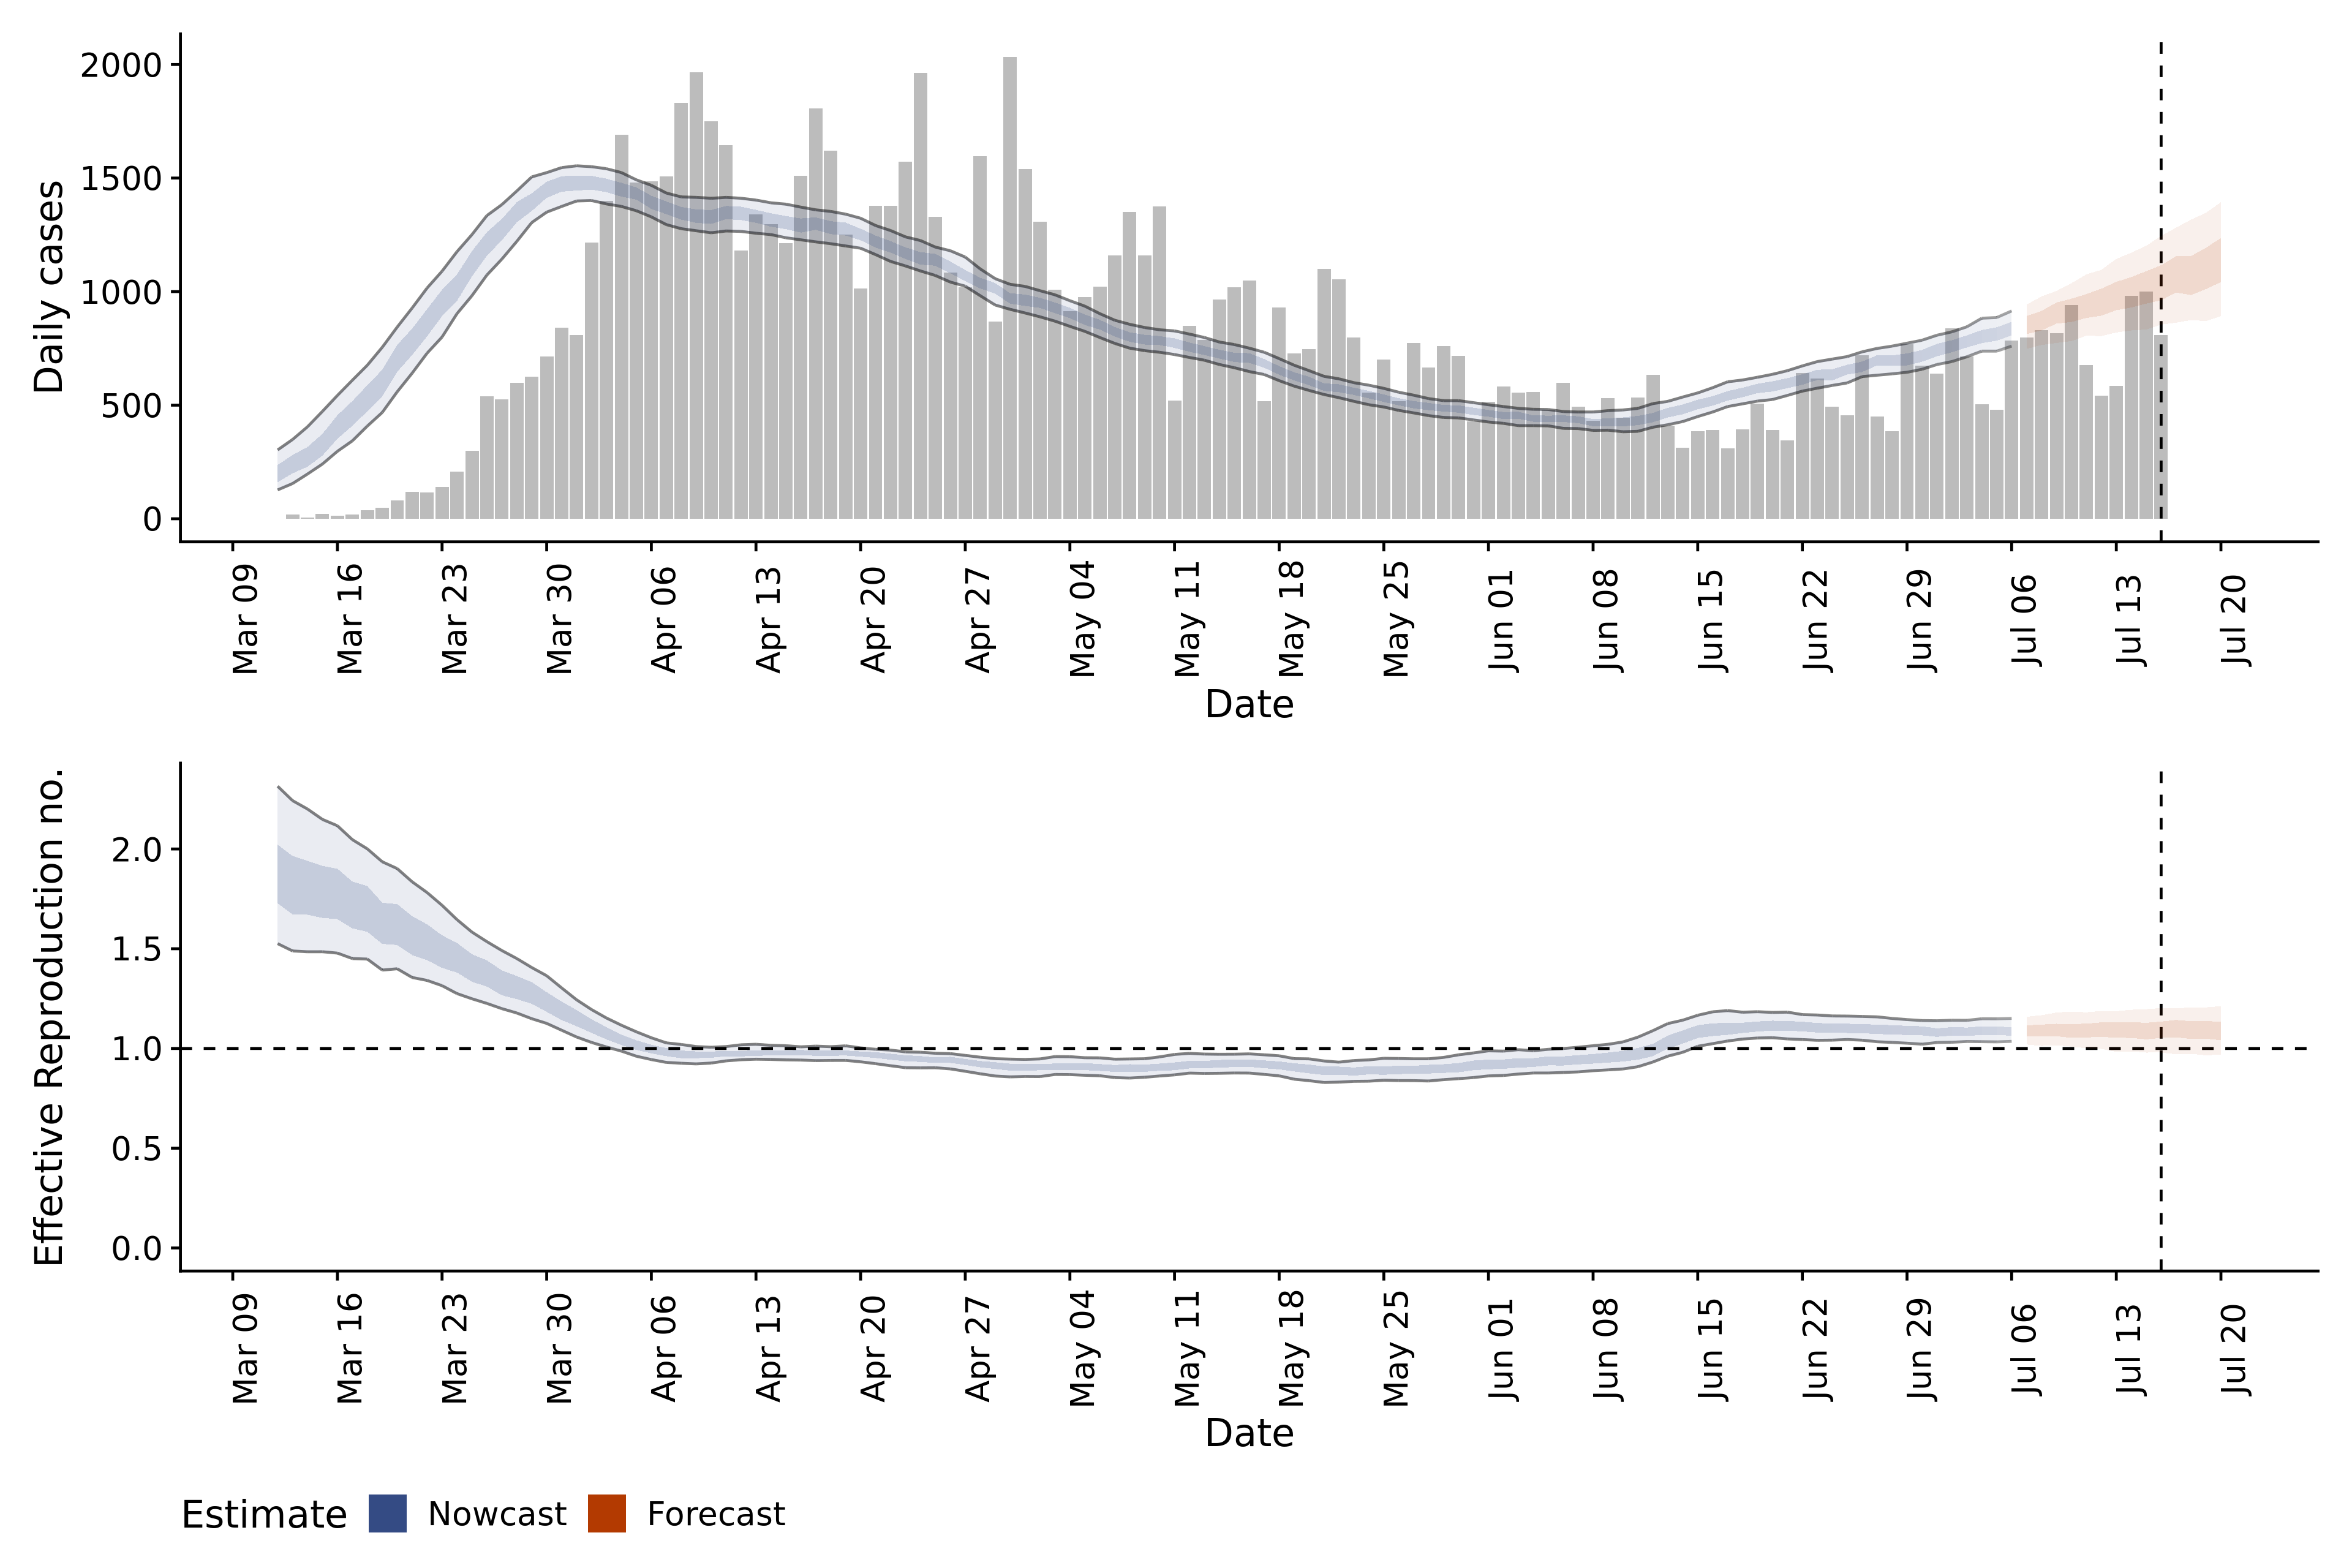 Daily cases
2000
1500
1000
500
0
Mar 09 Mar 16 Mar 23 Mar 30 Apr 06 Apr 13 Apr 20 Apr 27 May 04 May 11 May 18 May 25 Jun 01 Jun 08 Jun 15 Jun 22 Jun 29 Jul 06 Jul 13 Jul 20
Date
Effective Reproduction no.
2.0
1.5
1.0
0.5
0.0
Mar 09 Mar 16 Mar 23 Mar 30 Apr 06 Apr 13 Apr 20 Apr 27 May 04 May 11 May 18 May 25 Jun 01 Jun 08 Jun 15 Jun 22 Jun 29 Jul 06 Jul 13 Jul 20
Date
Estimate Nowcast Forecast